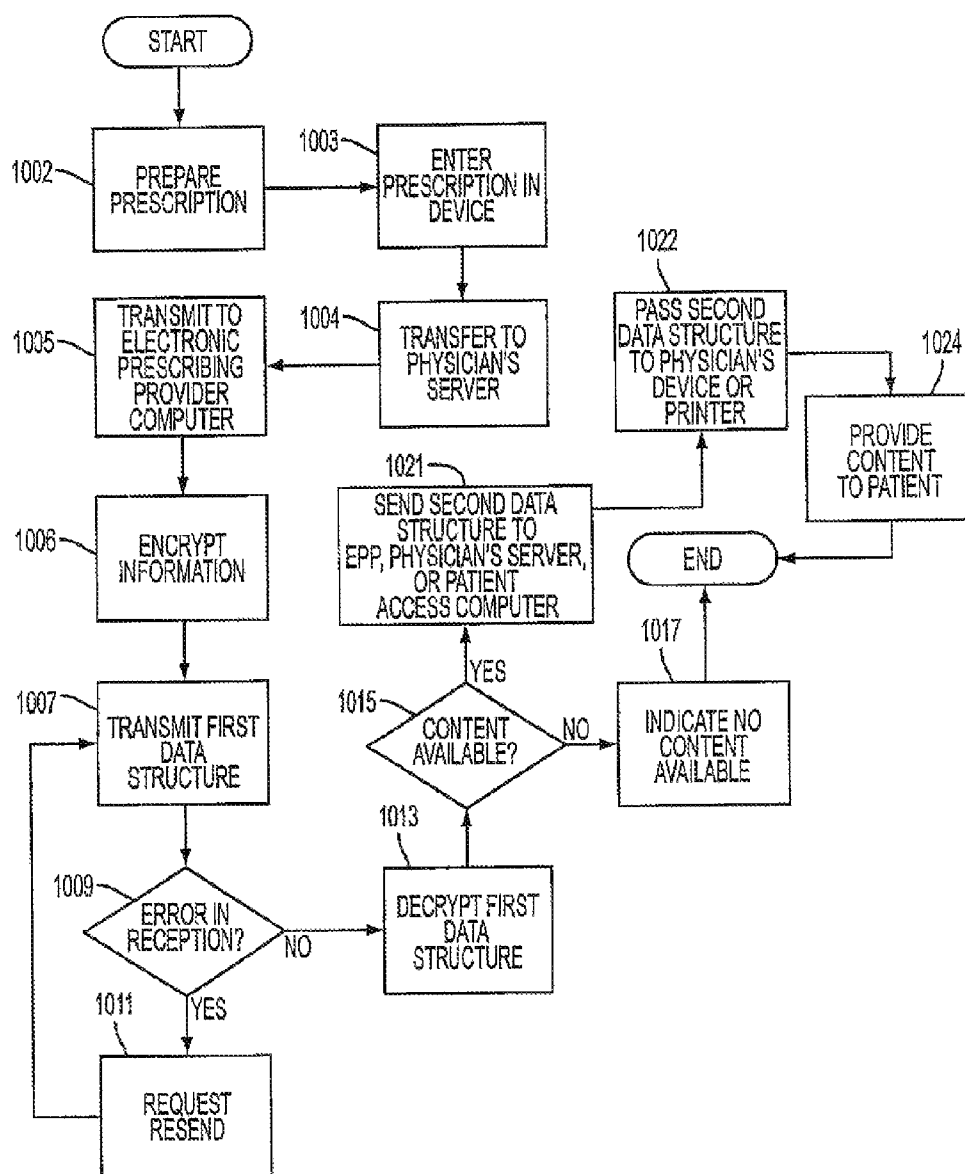 START
1002
PREPARE
PRESCRIPTION
1003
ENTER
PRESCRIPTION IN
DEVICE
1004
TRANSFER TO
PHYSICIAN'S
SERVER
1005
TRANSMIT TO
ELECTRONIC
PRESCRIBING
PROVIDER
COMPUTER
1006
ENCRYPT
INFORMATION
1007
TRANSMIT FIRST
DATA
STRUCTURE
1009
ERROR IN
RECEPTION?
NO
YES
1011
REQUEST
RESEND
1013
DECRYPT FIRST
DATA
STRUCTURE
1015
CONTENT
AVAILABLE?
YES
NO
1017
INDICATE NO
CONTENT
AVAILABLE
1021
SEND SECOND DATA
STRUCTURE TO
EPP, PHYSICIAN'S SERVER,
OR PATIENT
ACCESS COMPUTER
1022
PASS SECOND
DATA STRUCTURE
TO PHYSICIAN'S
DEVICE OR
PRINTER
1024
PROVIDE
CONTENT
TO PATIENT
END